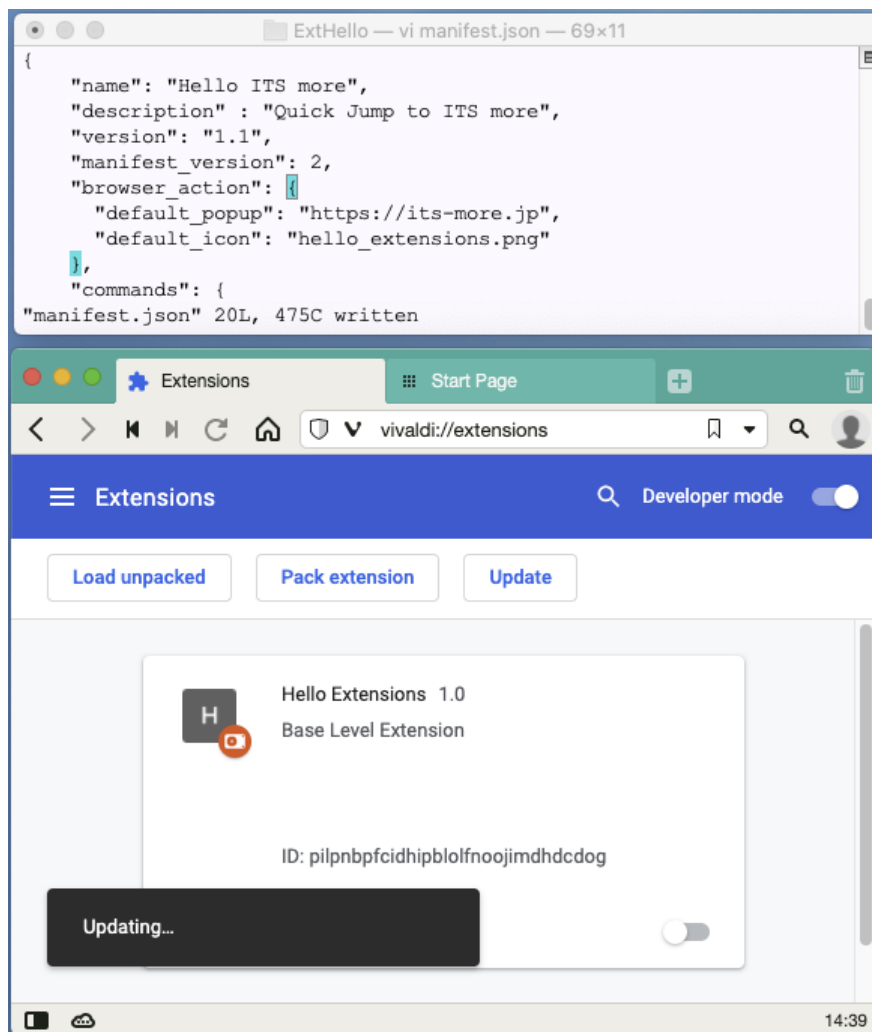 ExtHello — vi manifest.json — 69×11
{
    "name": "Hello ITS more",
    "description" : "Quick Jump to ITS more",
    "version": "1.1",
    "manifest_version": 2,
    "browser_action": {
      "default_popup": "https://its-more.jp",
      "default_icon": "hello_extensions.png"
    },
    "commands": {
"manifest.json" 20L, 475C written
Extensions
Start Page
vivaldi://extensions
Extensions
Developer mode
Load unpacked
Pack extension
Update
H
Hello Extensions 1.0
Base Level Extension
ID: pilpnbpfcidhipblolfnoojimdhdcdog
Updating…
14:39